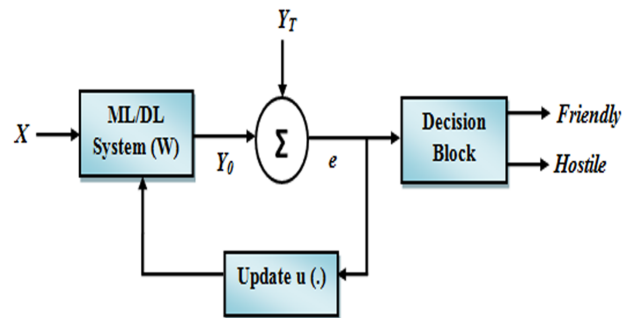 Y_T
X
ML/DL
System (W)
Y_0
Σ
e
Decision
Block
Friendly
Hostile
Update u (.)